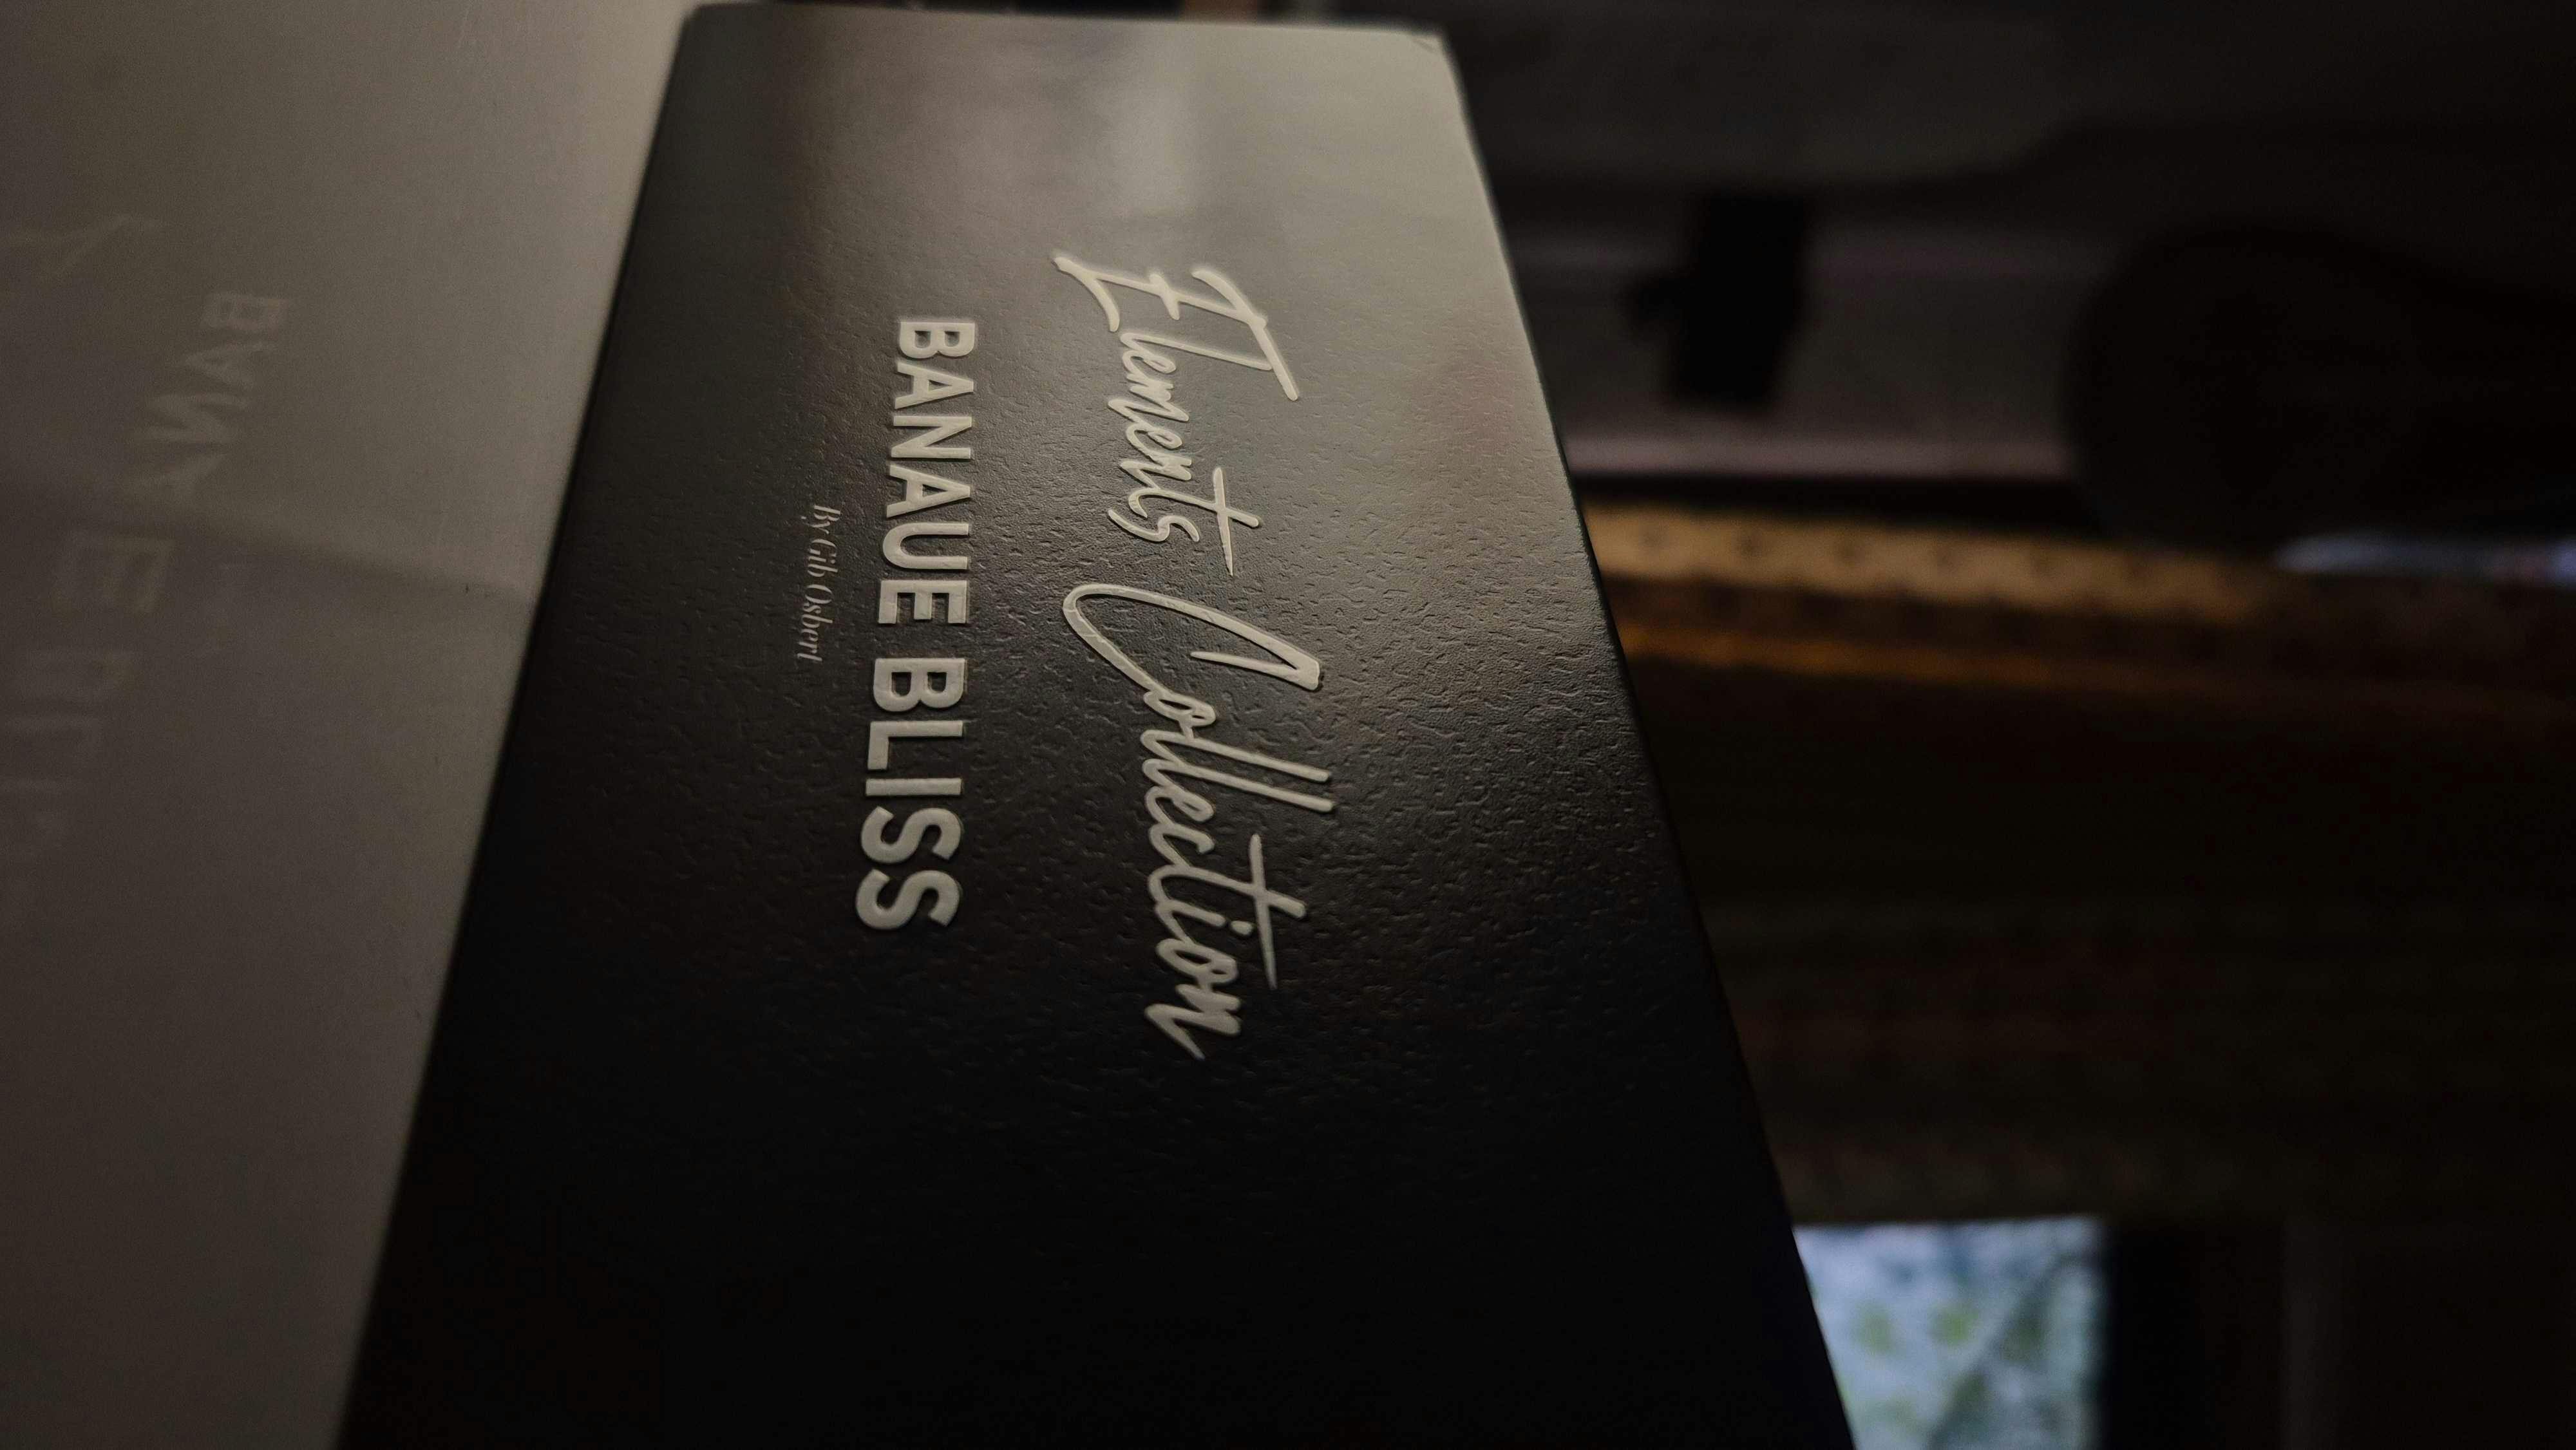 Elements Collection
BANAUE BLISS
by Gib Osbert